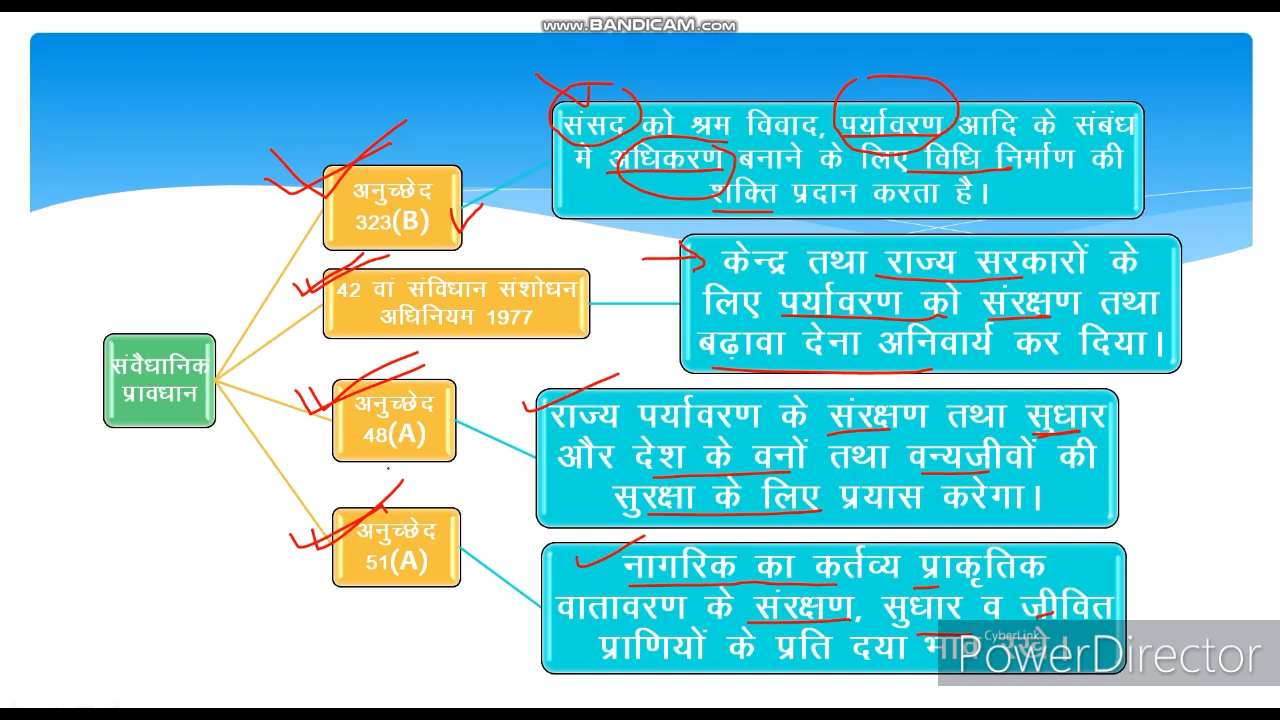 www.BANDICAM.com
संसद को श्रम विवाद, पर्यावरण आदि के संबंध
मे अधिकरण बनाने के लिए विधि निर्माण की
शक्ति प्रदान करता है।
अनुच्छेद
323(B)
केन्द्र तथा राज्य सरकारों के
लिए पर्यावरण को संरक्षण तथा
बढ़ावा देना अनिवार्य कर दिया।
42 वां संविधान संशोधन
अधिनियम 1977
संवैधानिक
प्रावधान
राज्य पर्यावरण के संरक्षण तथा सुधार
और देश के वनों तथा वन्यजीवों की
सुरक्षा के लिए प्रयास करेगा।
अनुच्छेद
48(A)
अनुच्छेद
51(A)
नागरिक का कर्तव्य प्राकृतिक
वातावरण के संरक्षण, सुधार व जीवित
प्राणियों के प्रति दया भाव रखे।
CyberLink
PowerDirector